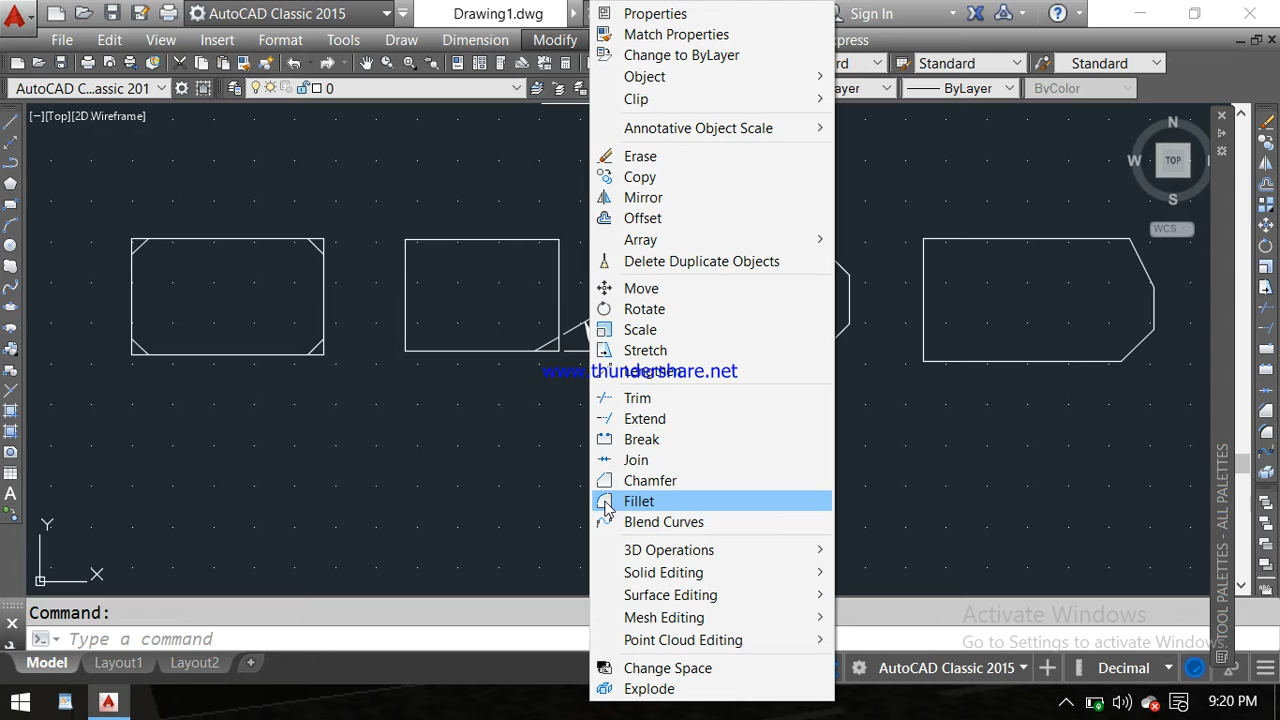 AutoCAD Classic 2015
Drawing1.dwg
Sign In
File Edit View Insert Format Tools Draw Dimension Modify
xpress
AutoCAD C...assic 201
0
Standard
Standard
ayer
ByLayer
ByColor
[−][Top][2D Wireframe]
Properties
Match Properties
Change to ByLayer
Object
Clip
Annotative Object Scale
Erase
Copy
Mirror
Offset
Array
Delete Duplicate Objects
Move
Rotate
Scale
Stretch
www.thundershare.net
Trim
Extend
Break
Join
Chamfer
Fillet
Blend Curves
3D Operations
Solid Editing
Surface Editing
Mesh Editing
Point Cloud Editing
Change Space
Explode
N
W
TOP
S
WCS
TOOL PALETTES - ALL PALETTES
Y
X
Command:
Type a command
Activate Windows
Go to Settings to activate Windows.
Model Layout1 Layout2
AutoCAD Classic 2015
Decimal
9:20 PM